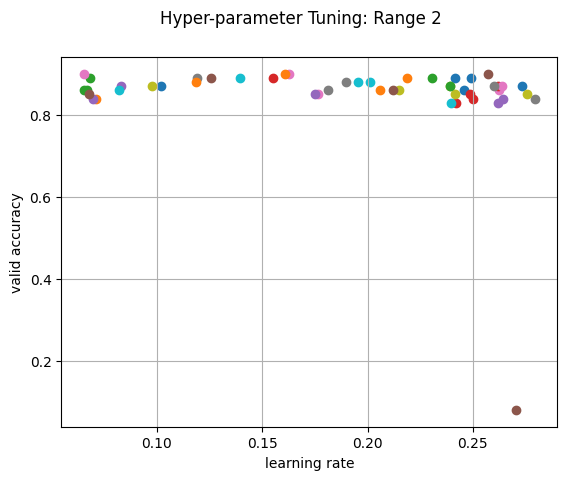 Hyper-parameter Tuning: Range 2
valid accuracy
0.8
0.6
0.4
0.2
0.10 0.15 0.20 0.25
learning rate